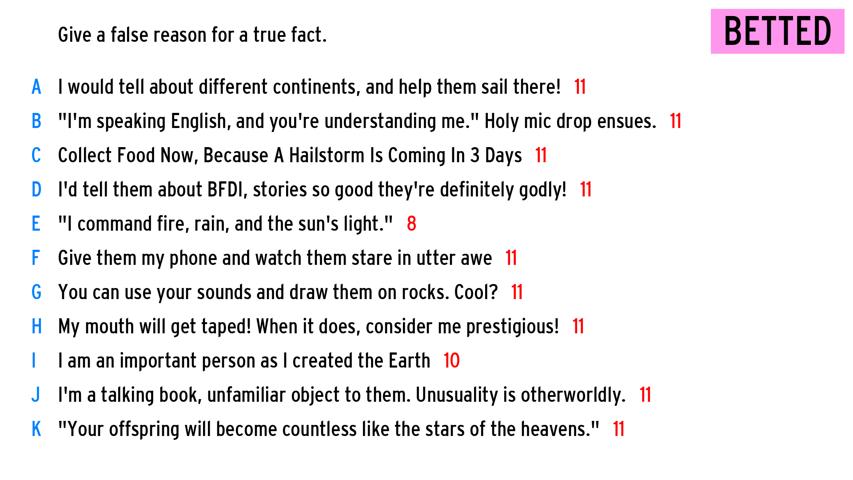 Give a false reason for a true fact.
BETTED
A I would tell about different continents, and help them sail there! 11
B "I'm speaking English, and you're understanding me." Holy mic drop ensues. 11
C Collect Food Now, Because A Hailstorm Is Coming In 3 Days 11
D I'd tell them about BFDI, stories so good they're definitely godly! 11
E "I command fire, rain, and the sun's light." 8
F Give them my phone and watch them stare in utter awe 11
G You can use your sounds and draw them on rocks. Cool? 11
H My mouth will get taped! When it does, consider me prestigious! 11
I I am an important person as I created the Earth 10
J I'm a talking book, unfamiliar object to them. Unusuality is otherworldly. 11
K "Your offspring will become countless like the stars of the heavens." 11